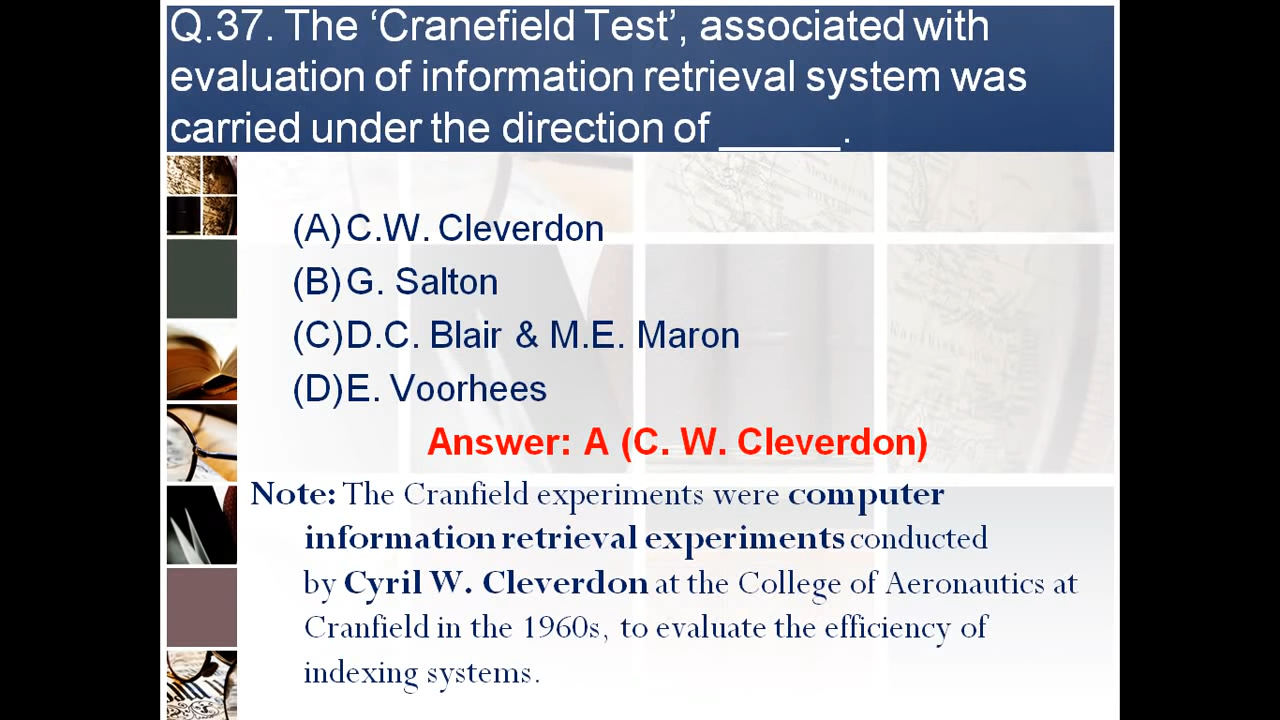 Q.37. The ‘Cranefield Test’, associated with
evaluation of information retrieval system was
carried under the direction of ______.
(A) C.W. Cleverdon
(B) G. Salton
(C) D.C. Blair & M.E. Maron
(D) E. Voorhees
Answer: A (C. W. Cleverdon)
Note: The Cranfield experiments were computer
information retrieval experiments conducted
by Cyril W. Cleverdon at the College of Aeronautics at
Cranfield in the 1960s, to evaluate the efficiency of
indexing systems.